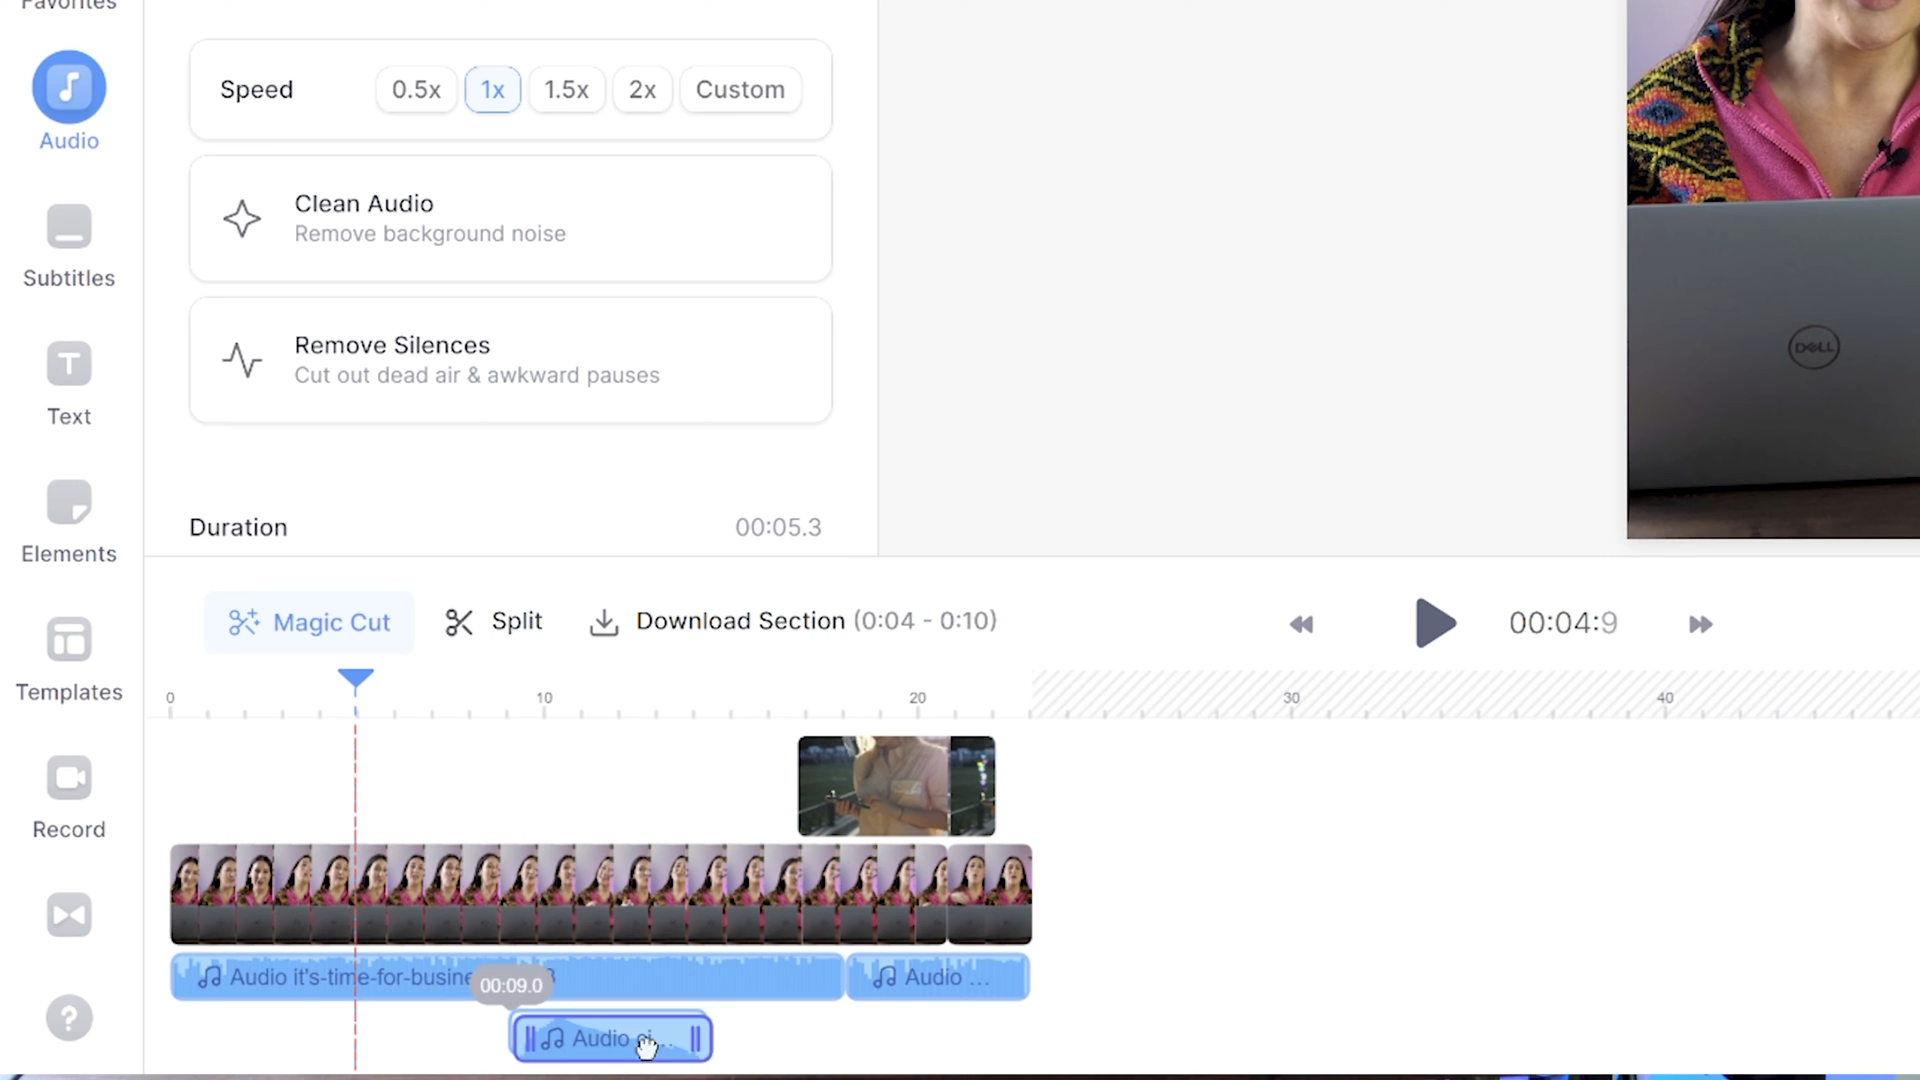 Favorites
Audio
Subtitles
Text
Elements
Templates
Record
?
Speed 0.5x 1x 1.5x 2x Custom
Clean Audio
Remove background noise
Remove Silences
Cut out dead air & awkward pauses
Duration 00:05.3
DELL
Magic Cut Split Download Section (0:04 - 0:10) 00:04:9
0 10 20 30 40
Audio it's-time-for-busine 3 Audio ...
00:09.0
Audio ci...